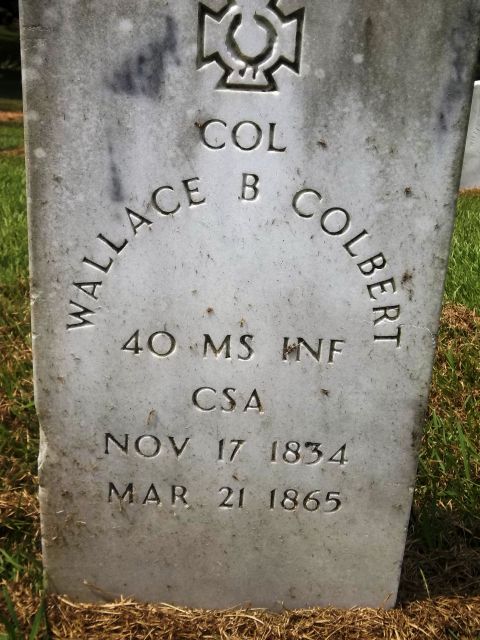 COL
WALLACE B COLBERT
40 MS INF
CSA
NOV 17 1834
MAR 21 1865